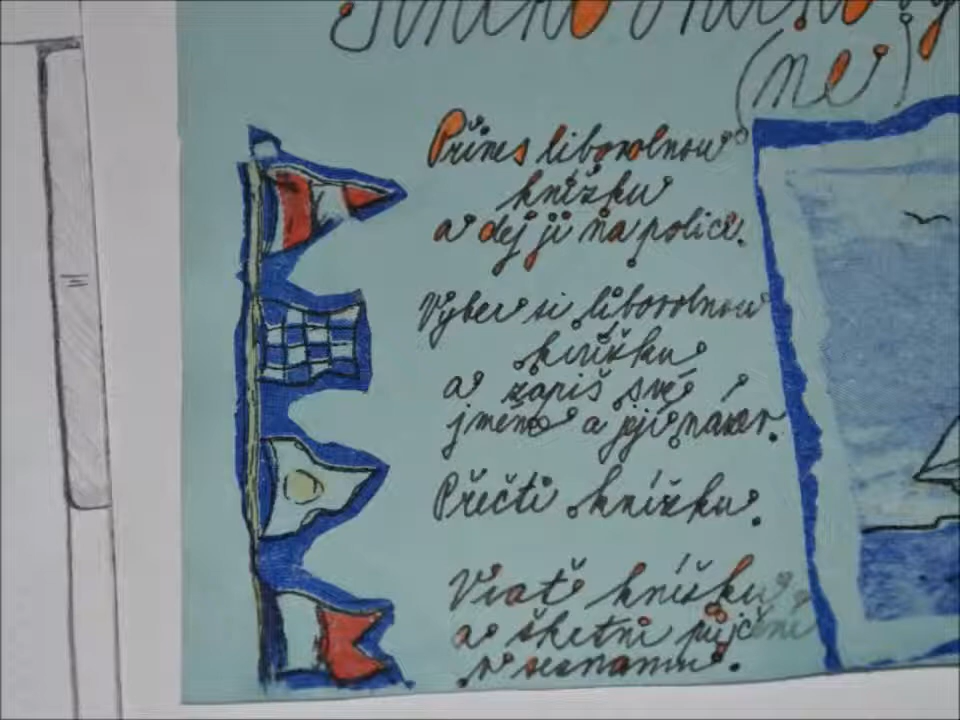 (ne)
Přines libovolnou
knížku
a dej ji na polici.
Vyber si libovolnou
knížku
a zapiš své
jméno a její název.
Přečti knížku.
Vrať knížku
a škrtni půjčení
v seznamu.